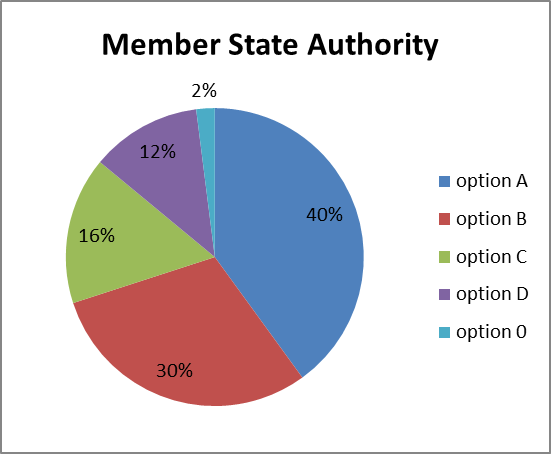 Member State Authority
2%
12%
40%
16%
30%
option A
option B
option C
option D
option 0